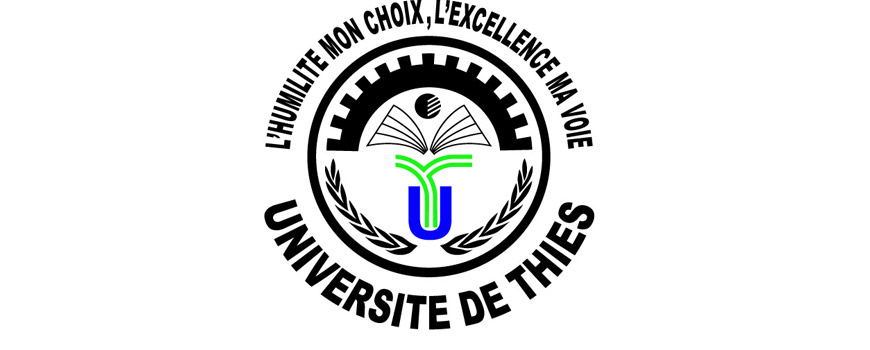 L'HUMILITE MON CHOIX, L'EXCELLENCE MA VOIE
UNIVERSITE DE THIES